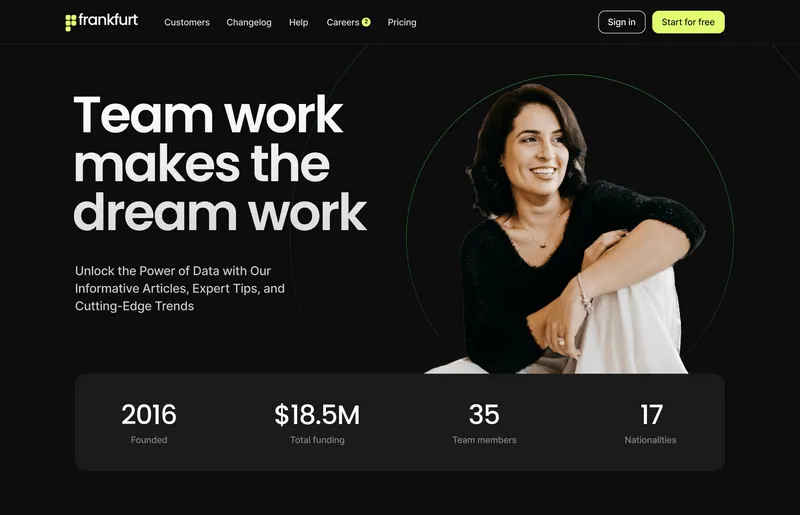 frankfurt
Customers
Changelog
Help
Careers 2
Pricing
Sign in
Start for free
Team work
makes the
dream work
Unlock the Power of Data with Our
Informative Articles, Expert Tips, and
Cutting-Edge Trends
2016
Founded
$18.5M
Total funding
35
Team members
17
Nationalities